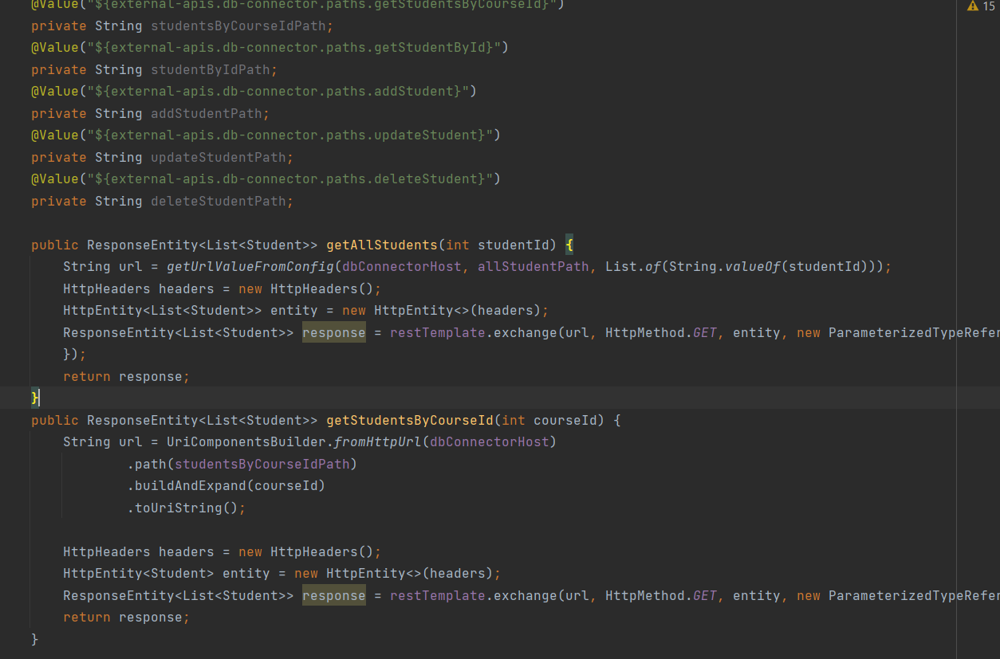 @Value("${external-apis.db-connector.paths.getStudentsByCourseId}")
15
private String studentsByCourseIdPath;
@Value("${external-apis.db-connector.paths.getStudentById}")
private String studentByIdPath;
@Value("${external-apis.db-connector.paths.addStudent}")
private String addStudentPath;
@Value("${external-apis.db-connector.paths.updateStudent}")
private String updateStudentPath;
@Value("${external-apis.db-connector.paths.deleteStudent}")
private String deleteStudentPath;
public ResponseEntity<List<Student>> getAllStudents(int studentId) {
String url = getUrlValueFromConfig(dbConnectorHost, allStudentPath, List.of(String.valueOf(studentId)));
HttpHeaders headers = new HttpHeaders();
HttpEntity<List<Student>> entity = new HttpEntity<>(headers);
ResponseEntity<List<Student>> response = restTemplate.exchange(url, HttpMethod.GET, entity, new ParameterizedTypeRefer
});
return response;
}
public ResponseEntity<List<Student>> getStudentsByCourseId(int courseId) {
String url = UriComponentsBuilder.fromHttpUrl(dbConnectorHost)
.path(studentsByCourseIdPath)
.buildAndExpand(courseId)
.toUriString();
HttpHeaders headers = new HttpHeaders();
HttpEntity<Student> entity = new HttpEntity<>(headers);
ResponseEntity<List<Student>> response = restTemplate.exchange(url, HttpMethod.GET, entity, new ParameterizedTypeRefer
return response;
}